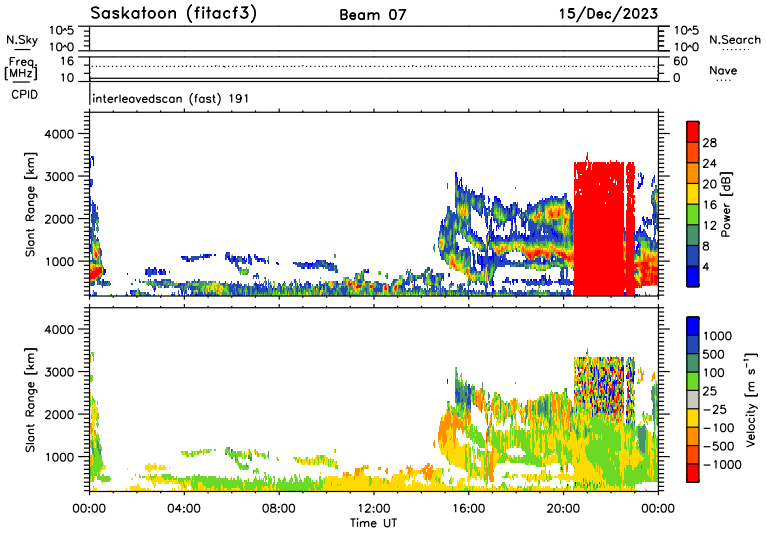 Saskatoon (fitacf3) Beam 07 15/Dec/2023
N.Sky 10^5 10^5 N.Search
10^0 10^0
Freq. 16 60 Nave
[MHz] 10 0
CPID interleavedscan (fast) 191
Slant Range [km]
4000
3000
2000
1000
28
24
20
16
12
8
4
Power [dB]
Slant Range [km]
4000
3000
2000
1000
1000
500
100
25
−25
−100
−500
−1000
Velocity [m s⁻¹]
00:00 04:00 08:00 12:00 16:00 20:00 00:00
Time UT